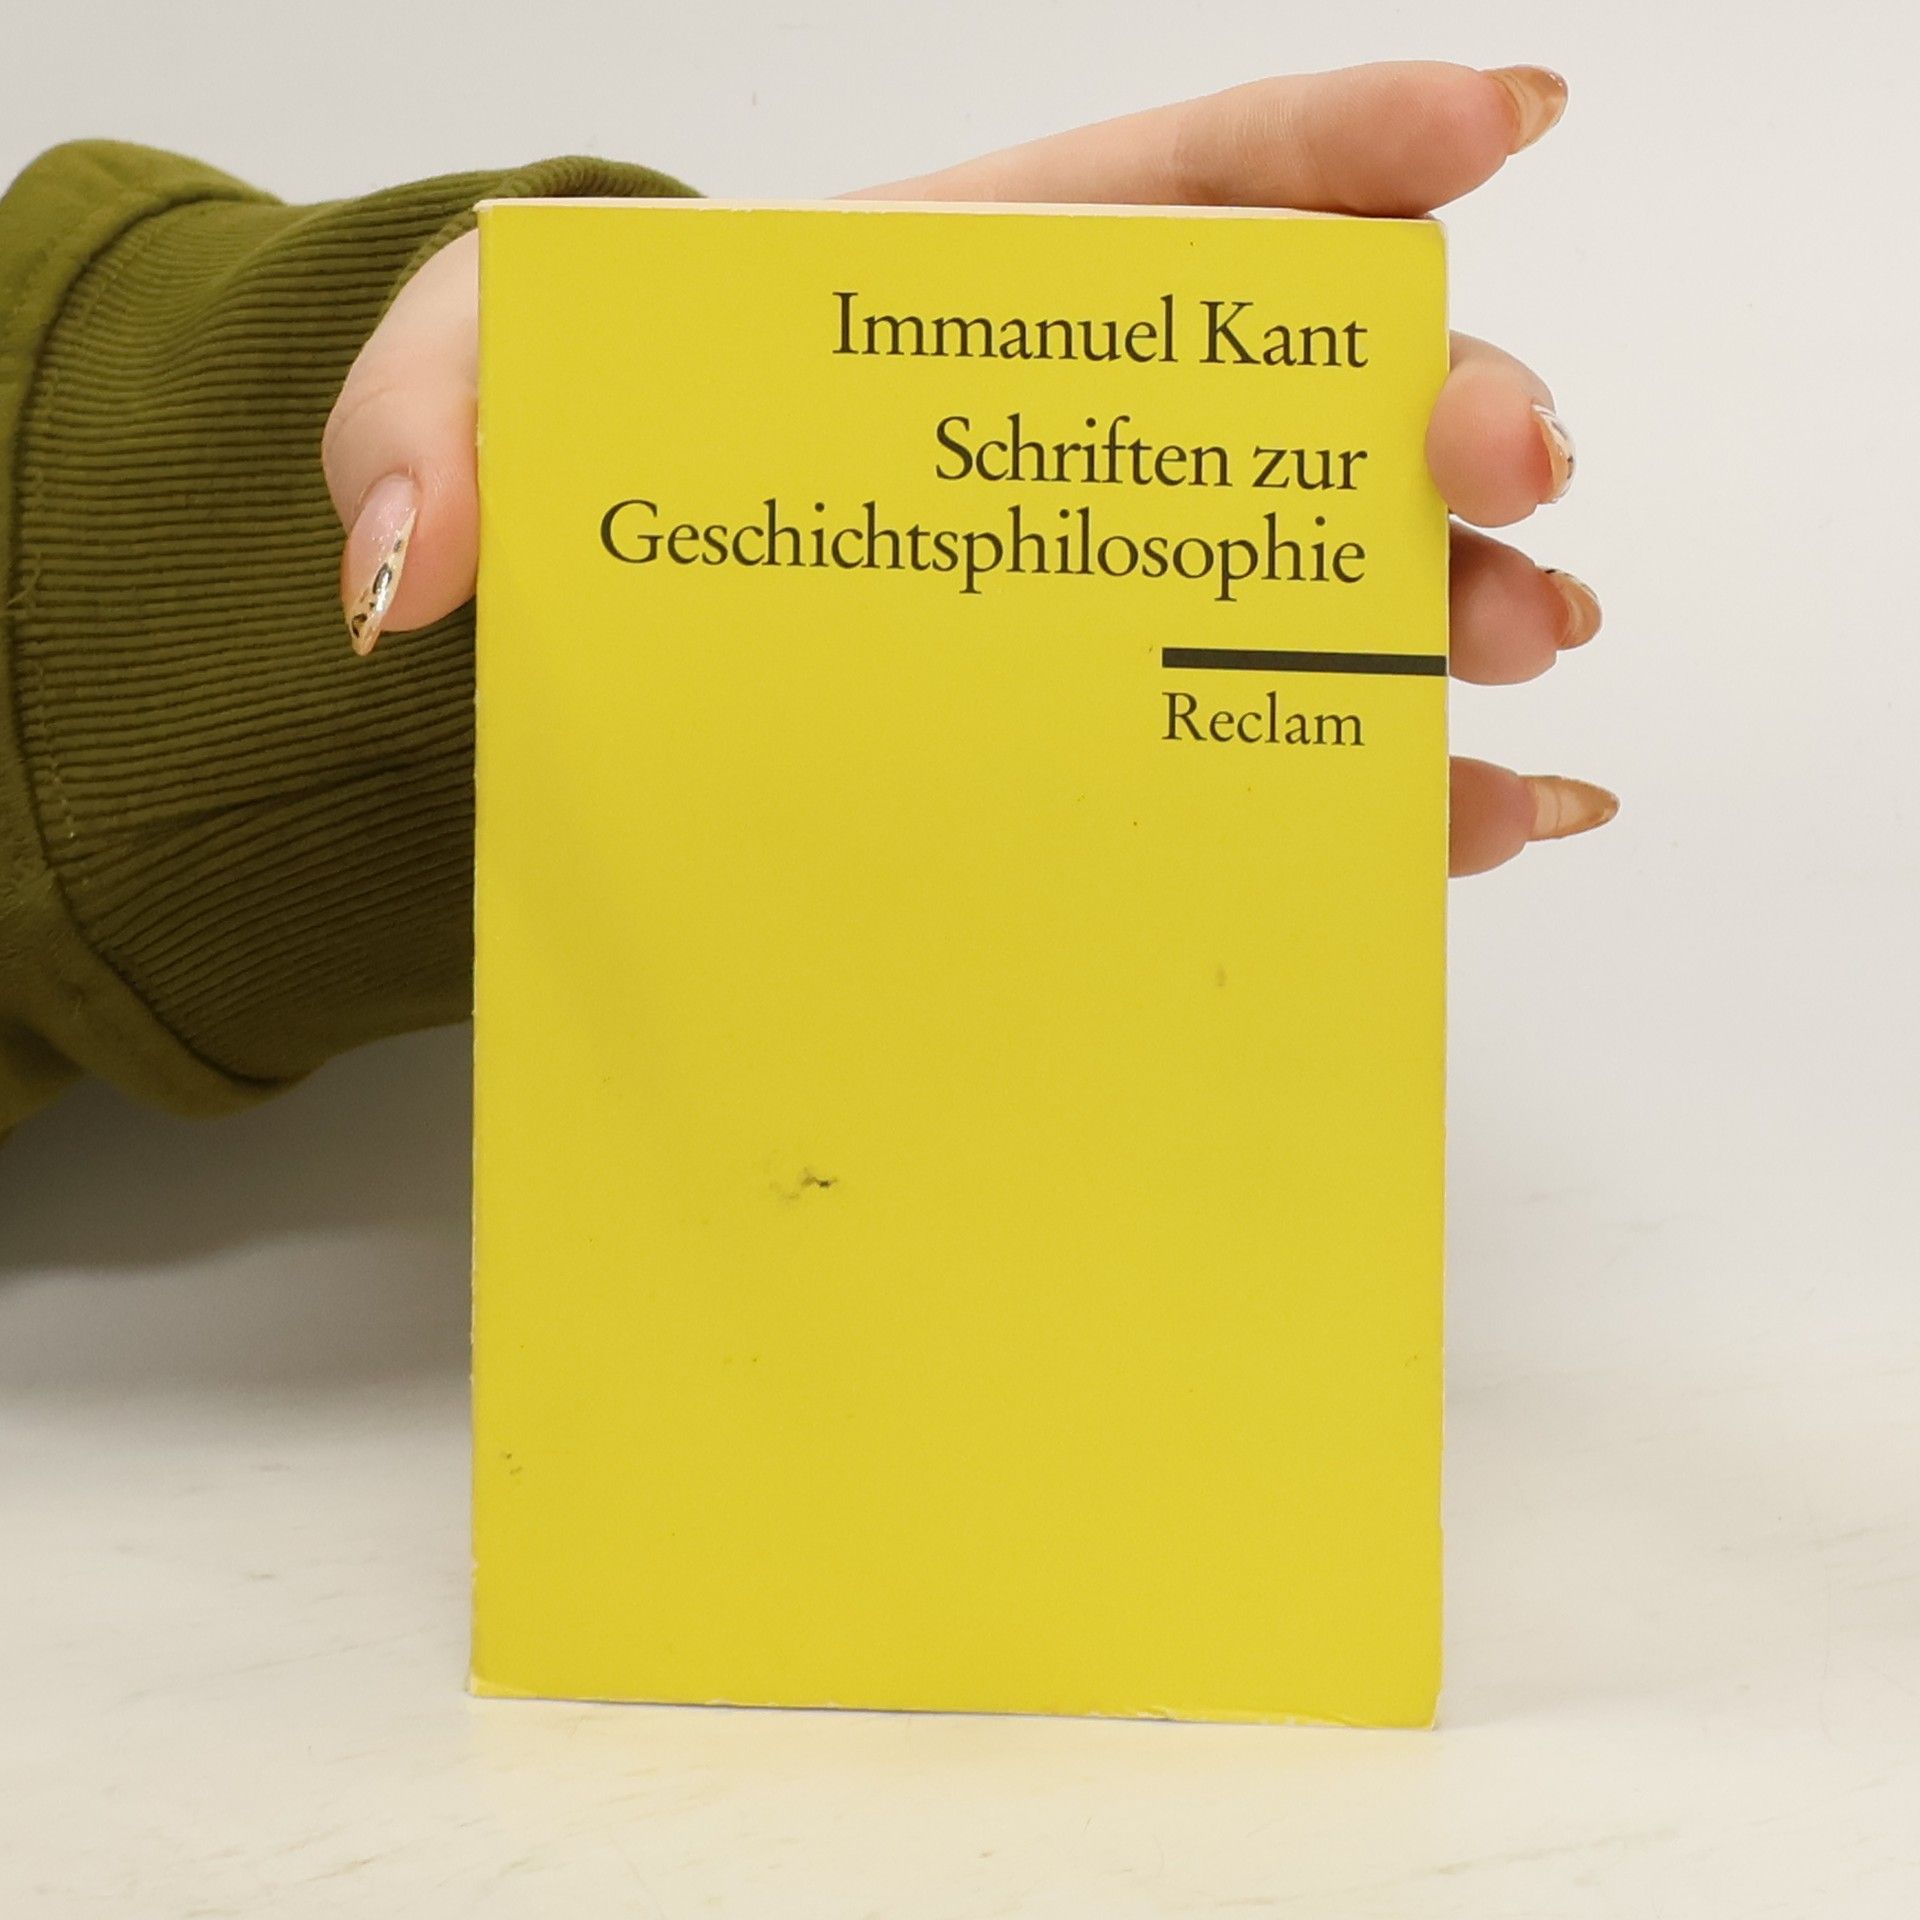 Immanuel Kant
Schriften zur
Geschichtsphilosophie
Reclam